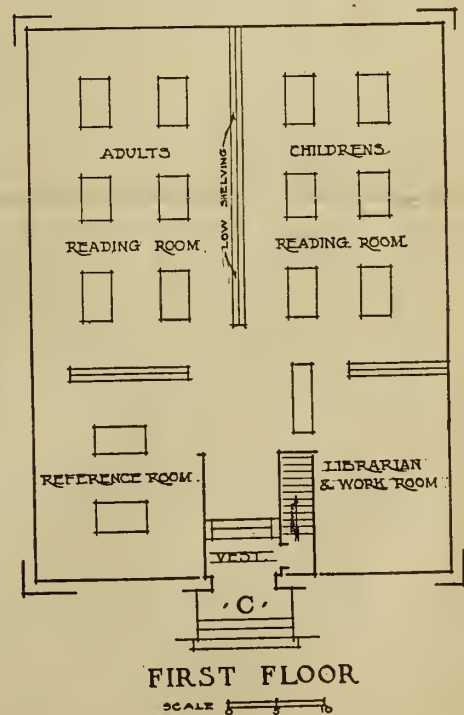 ADULTS
READING ROOM.
LOW SHELVING
CHILDRENS
READING ROOM.
REFERENCE ROOM.
LIBRARIAN
& WORK ROOM
VEST.
'C'
FIRST FLOOR
SCALE 0 5 10